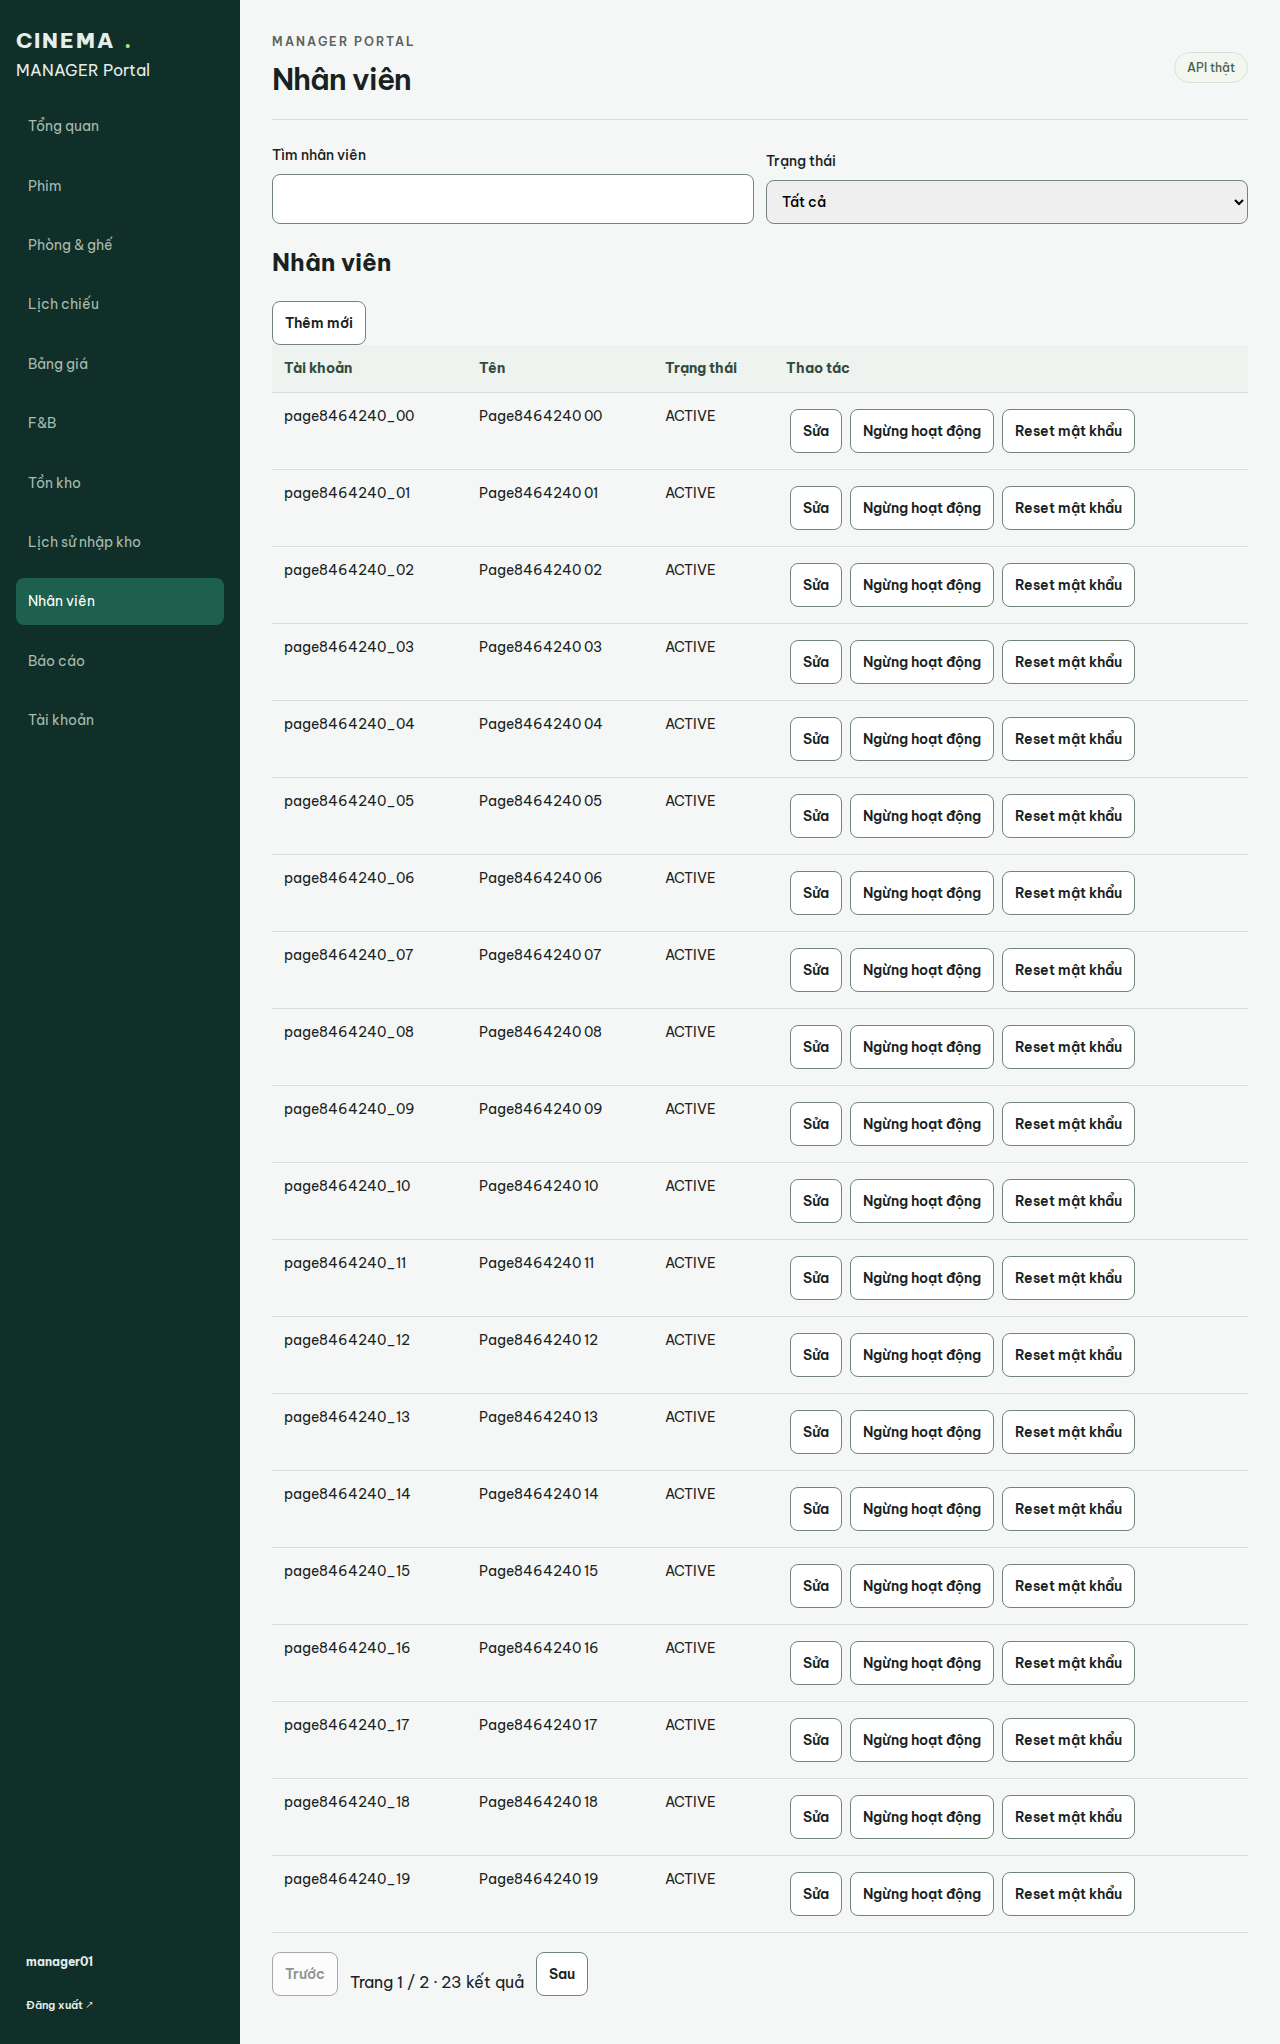 CINEMA .
MANAGER Portal
Tổng quan
Phim
Phòng & ghế
Lịch chiếu
Bảng giá
F&B
Tồn kho
Lịch sử nhập kho
Nhân viên
Báo cáo
Tài khoản
manager01
Đăng xuất ↗
MANAGER PORTAL
Nhân viên
API thật
Tìm nhân viên
Trạng thái
Tất cả
Nhân viên
Thêm mới
Tài khoản Tên Trạng thái Thao tác
page8464240_00 Page8464240 00 ACTIVE Sửa Ngừng hoạt động Reset mật khẩu
page8464240_01 Page8464240 01 ACTIVE Sửa Ngừng hoạt động Reset mật khẩu
page8464240_02 Page8464240 02 ACTIVE Sửa Ngừng hoạt động Reset mật khẩu
page8464240_03 Page8464240 03 ACTIVE Sửa Ngừng hoạt động Reset mật khẩu
page8464240_04 Page8464240 04 ACTIVE Sửa Ngừng hoạt động Reset mật khẩu
page8464240_05 Page8464240 05 ACTIVE Sửa Ngừng hoạt động Reset mật khẩu
page8464240_06 Page8464240 06 ACTIVE Sửa Ngừng hoạt động Reset mật khẩu
page8464240_07 Page8464240 07 ACTIVE Sửa Ngừng hoạt động Reset mật khẩu
page8464240_08 Page8464240 08 ACTIVE Sửa Ngừng hoạt động Reset mật khẩu
page8464240_09 Page8464240 09 ACTIVE Sửa Ngừng hoạt động Reset mật khẩu
page8464240_10 Page8464240 10 ACTIVE Sửa Ngừng hoạt động Reset mật khẩu
page8464240_11 Page8464240 11 ACTIVE Sửa Ngừng hoạt động Reset mật khẩu
page8464240_12 Page8464240 12 ACTIVE Sửa Ngừng hoạt động Reset mật khẩu
page8464240_13 Page8464240 13 ACTIVE Sửa Ngừng hoạt động Reset mật khẩu
page8464240_14 Page8464240 14 ACTIVE Sửa Ngừng hoạt động Reset mật khẩu
page8464240_15 Page8464240 15 ACTIVE Sửa Ngừng hoạt động Reset mật khẩu
page8464240_16 Page8464240 16 ACTIVE Sửa Ngừng hoạt động Reset mật khẩu
page8464240_17 Page8464240 17 ACTIVE Sửa Ngừng hoạt động Reset mật khẩu
page8464240_18 Page8464240 18 ACTIVE Sửa Ngừng hoạt động Reset mật khẩu
page8464240_19 Page8464240 19 ACTIVE Sửa Ngừng hoạt động Reset mật khẩu
Trước Trang 1 / 2 · 23 kết quả Sau